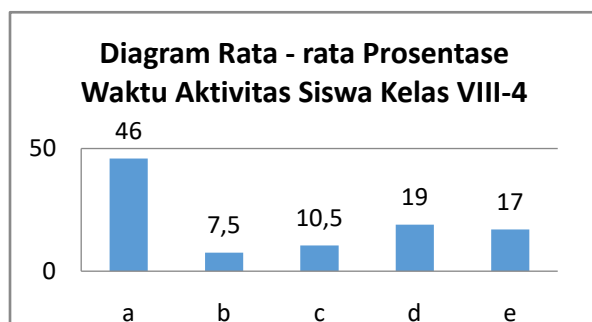 Diagram Rata - rata Prosentase
Waktu Aktivitas Siswa Kelas VIII-4
46
50
7,5
10,5
19
17
0
a b c d e